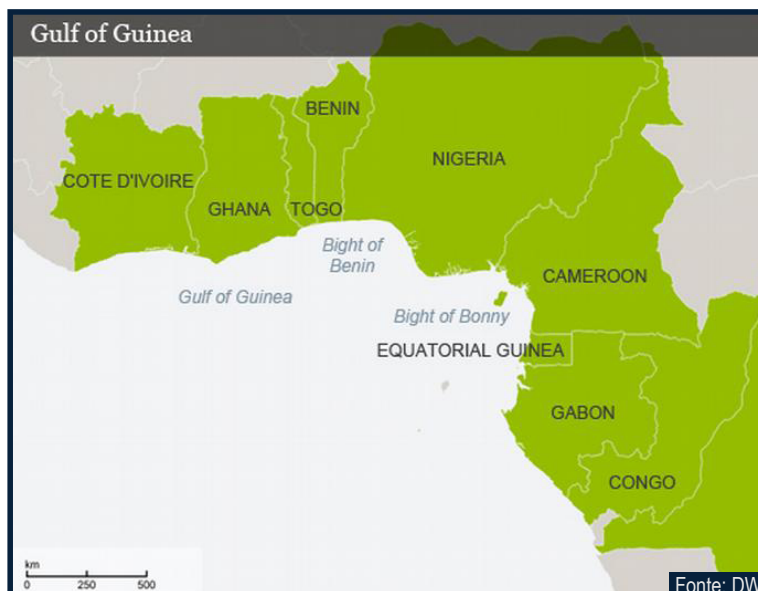 Gulf of Guinea
BENIN
COTE D'IVOIRE
GHANA
TOGO
NIGERIA
Bight of
Benin
Gulf of Guinea
Bight of Bonny
CAMEROON
EQUATORIAL GUINEA
GABON
CONGO
km
0 250 500
Fonte: DW